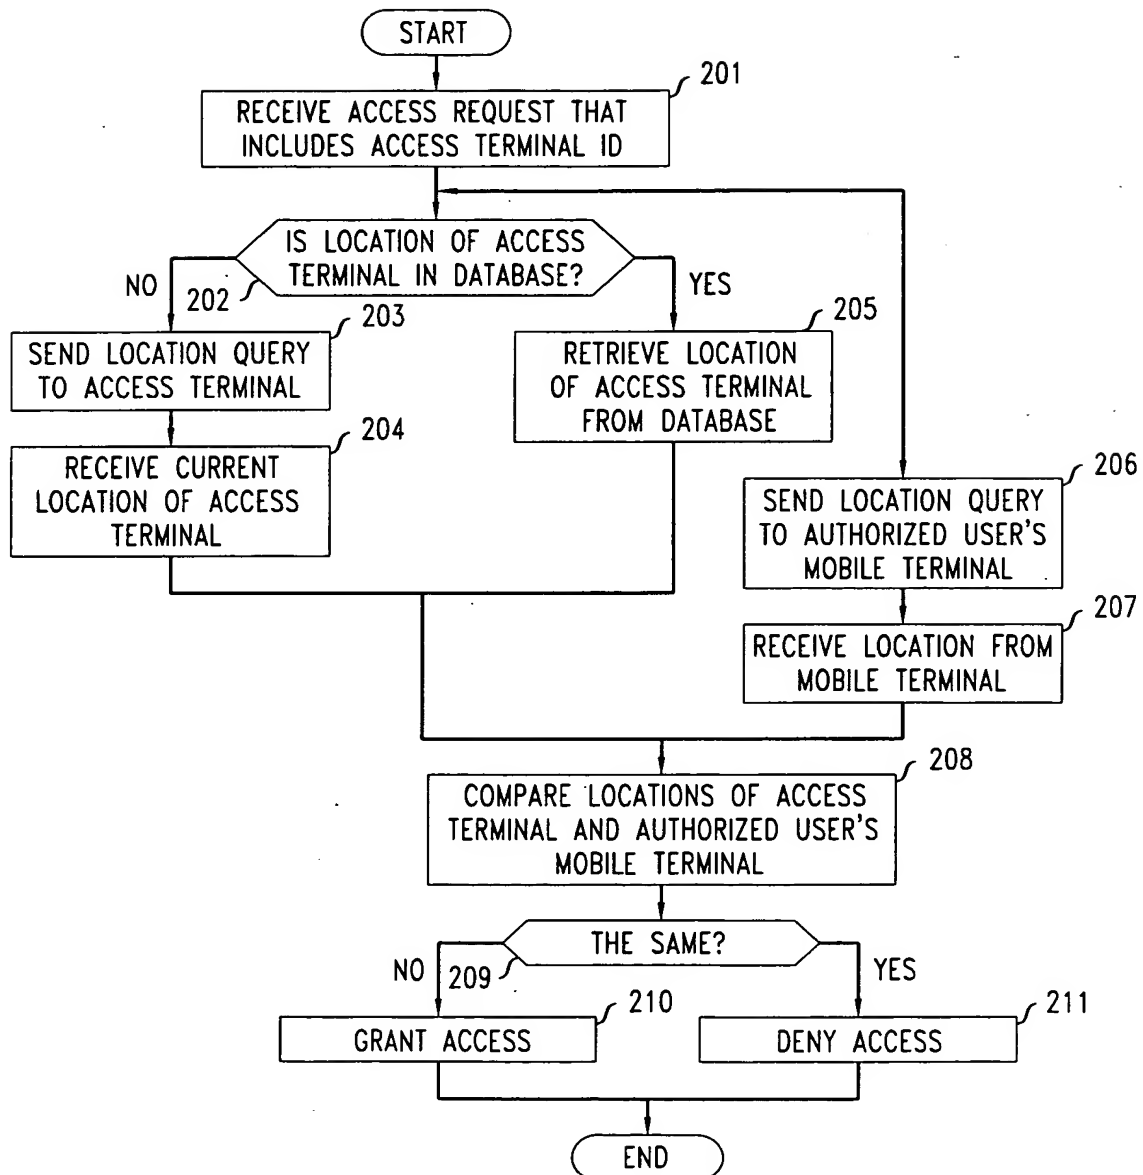 START
201
RECEIVE ACCESS REQUEST THAT
INCLUDES ACCESS TERMINAL ID
IS LOCATION OF ACCESS
TERMINAL IN DATABASE?
NO
202
YES
203
SEND LOCATION QUERY
TO ACCESS TERMINAL
205
RETRIEVE LOCATION
OF ACCESS TERMINAL
FROM DATABASE
204
RECEIVE CURRENT
LOCATION OF ACCESS
TERMINAL
206
SEND LOCATION QUERY
TO AUTHORIZED USER'S
MOBILE TERMINAL
207
RECEIVE LOCATION FROM
MOBILE TERMINAL
208
COMPARE LOCATIONS OF ACCESS
TERMINAL AND AUTHORIZED USER'S
MOBILE TERMINAL
THE SAME?
NO
209
YES
210
GRANT ACCESS
211
DENY ACCESS
END